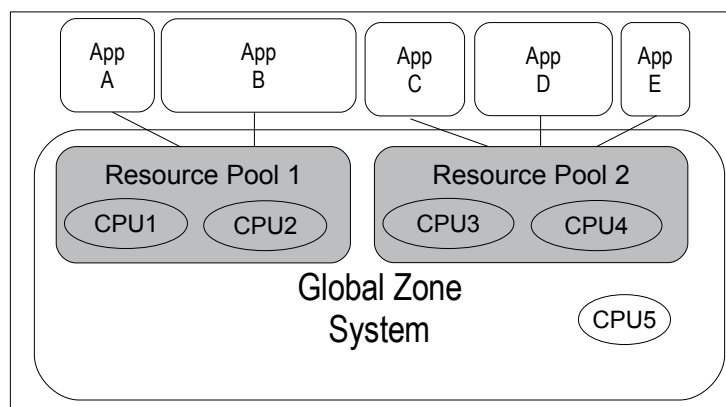 App
A
App
B
App
C
App
D
App
E
Resource Pool 1
Resource Pool 2
CPU1
CPU2
CPU3
CPU4
Global Zone
System
CPU5